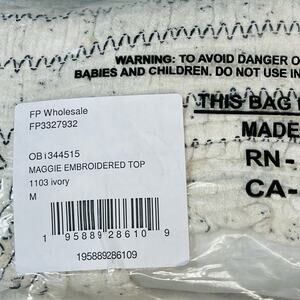 WARNING: TO AVOID DANGER O
BABIES AND CHILDREN. DO NOT USE IN
THIS BAG
MADE
RN-
CA-
FP Wholesale
FP3327932
OB1344515
MAGGIE EMBROIDERED TOP
1103 ivory
M
1 95889 28610 9
195889286109